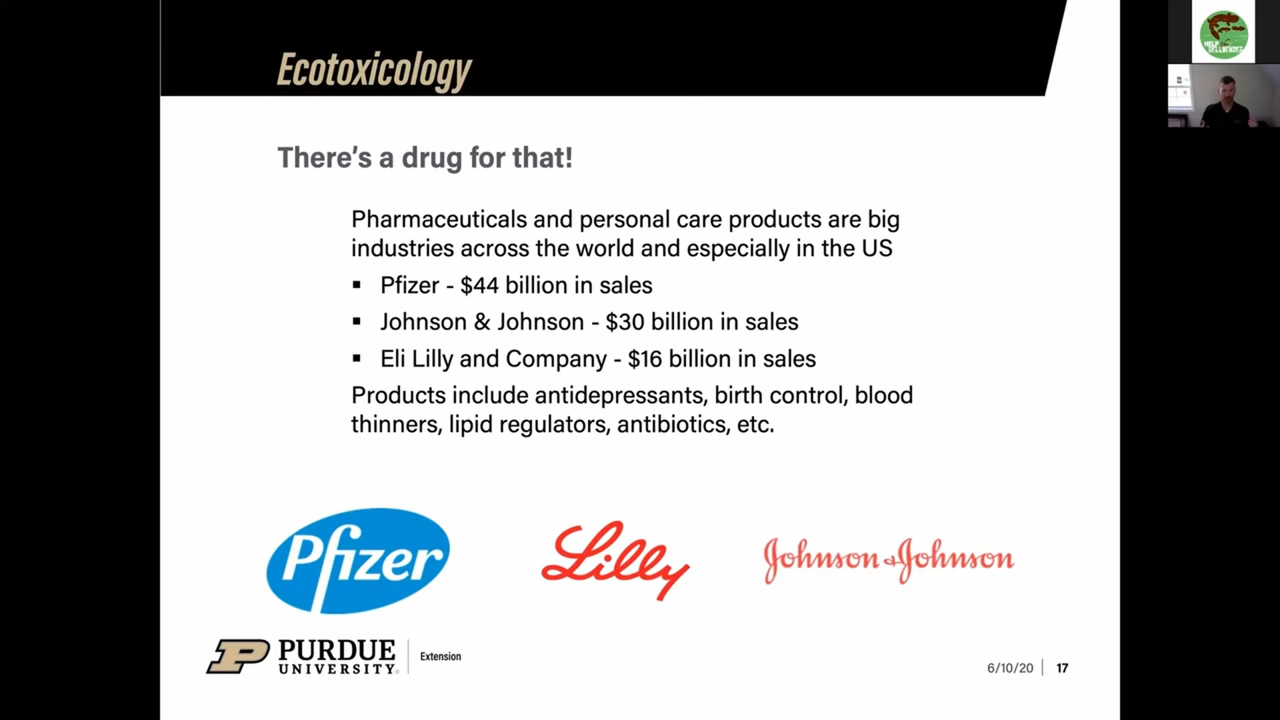 Ecotoxicology
There's a drug for that!
Pharmaceuticals and personal care products are big
industries across the world and especially in the US
▪ Pfizer - $44 billion in sales
▪ Johnson & Johnson - $30 billion in sales
▪ Eli Lilly and Company - $16 billion in sales
Products include antidepressants, birth control, blood
thinners, lipid regulators, antibiotics, etc.
Pfizer
Lilly
Johnson & Johnson
PURDUE
UNIVERSITY
Extension
6/10/20
17